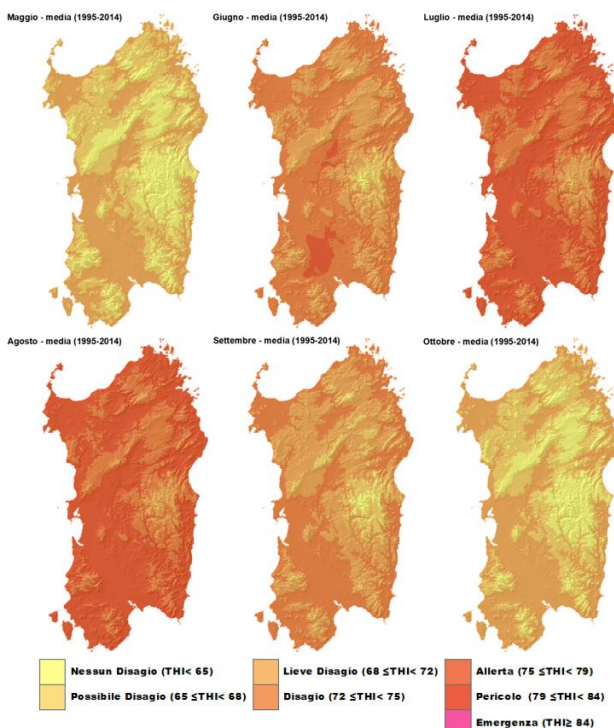 Maggio - media (1995-2014)
Giugno - media (1995-2014)
Luglio - media (1995-2014)
Agosto - media (1995-2014)
Settembre - media (1995-2014)
Ottobre - media (1995-2014)
Nessun Disagio (THI< 65)
Possibile Disagio (65 ≤THI< 68)
Lieve Disagio (68 ≤THI< 72)
Disagio (72 ≤THI< 75)
Allerta (75 ≤THI< 79)
Pericolo (79 ≤THI< 84)
Emergenza (THI≥ 84)